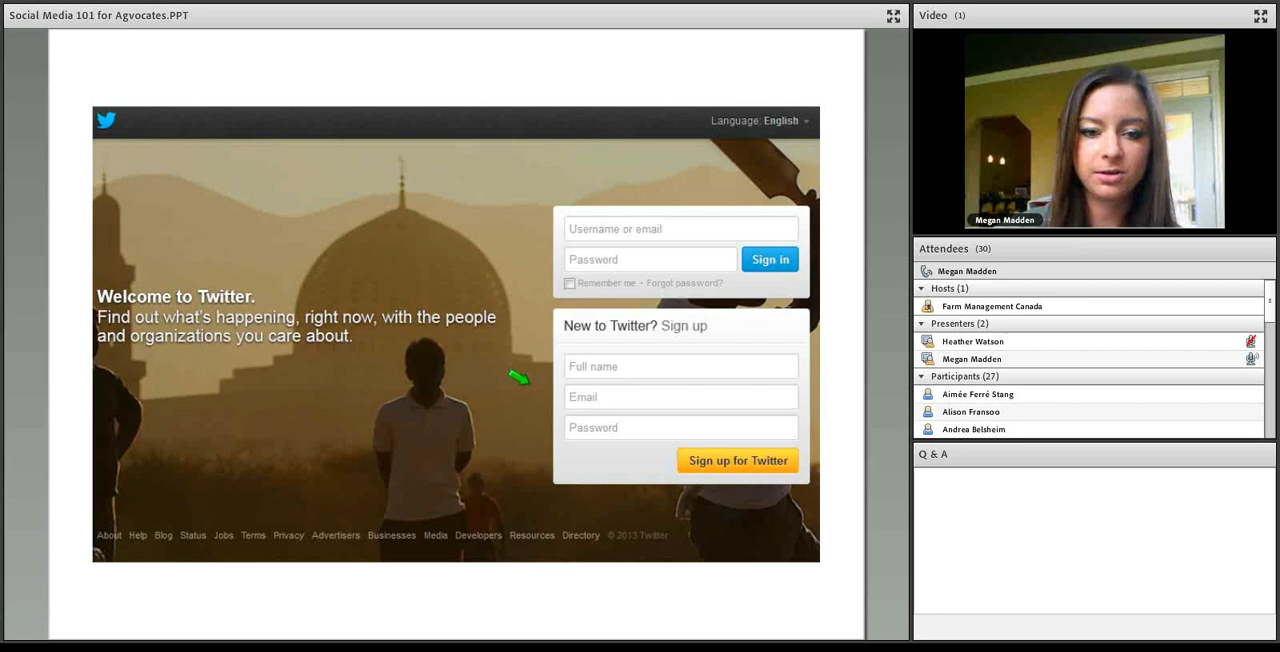 Social Media 101 for Agvocates.PPT
Language: English
Username or email
Password
Sign in
Remember me · Forgot password?
Welcome to Twitter.
Find out what's happening, right now, with the people
and organizations you care about.
New to Twitter? Sign up
Full name
Email
Password
Sign up for Twitter
About Help Blog Status Jobs Terms Privacy Advertisers Businesses Media Developers Resources Directory © 2013 Twitter
Video (1)
Megan Madden
Attendees (30)
Megan Madden
Hosts (1)
Farm Management Canada
Presenters (2)
Heather Watson
Megan Madden
Participants (27)
Aimée Ferré Stang
Alison Fransoo
Andrea Belsheim
Q & A